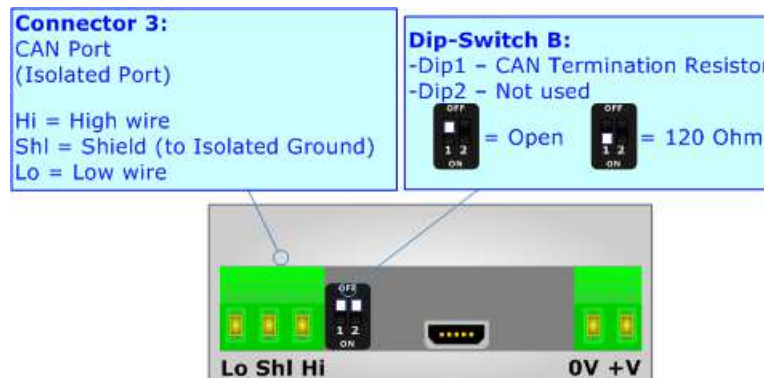 Connector 3:
CAN Port
(Isolated Port)
Hi = High wire
Shl = Shield (to Isolated Ground)
Lo = Low wire
Dip-Switch B:
-Dip1 – CAN Termination Resistor
-Dip2 – Not used
OFF
1 2
ON
= Open
OFF
1 2
ON
= 120 Ohm
OFF
1 2
ON
Lo Shl Hi
0V +V